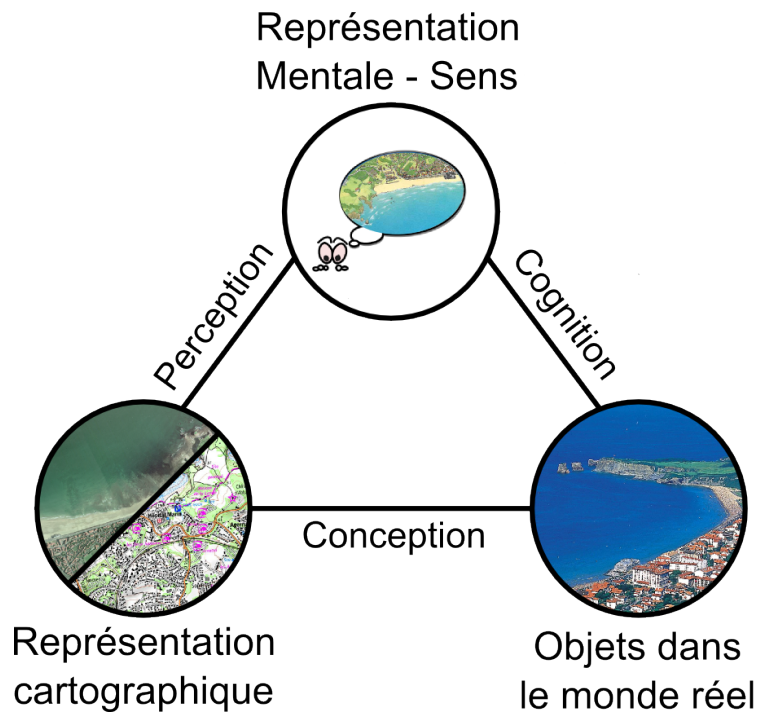 Représentation
Mentale - Sens
Perception
Cognition
Conception
Représentation
cartographique
Objets dans
le monde réel